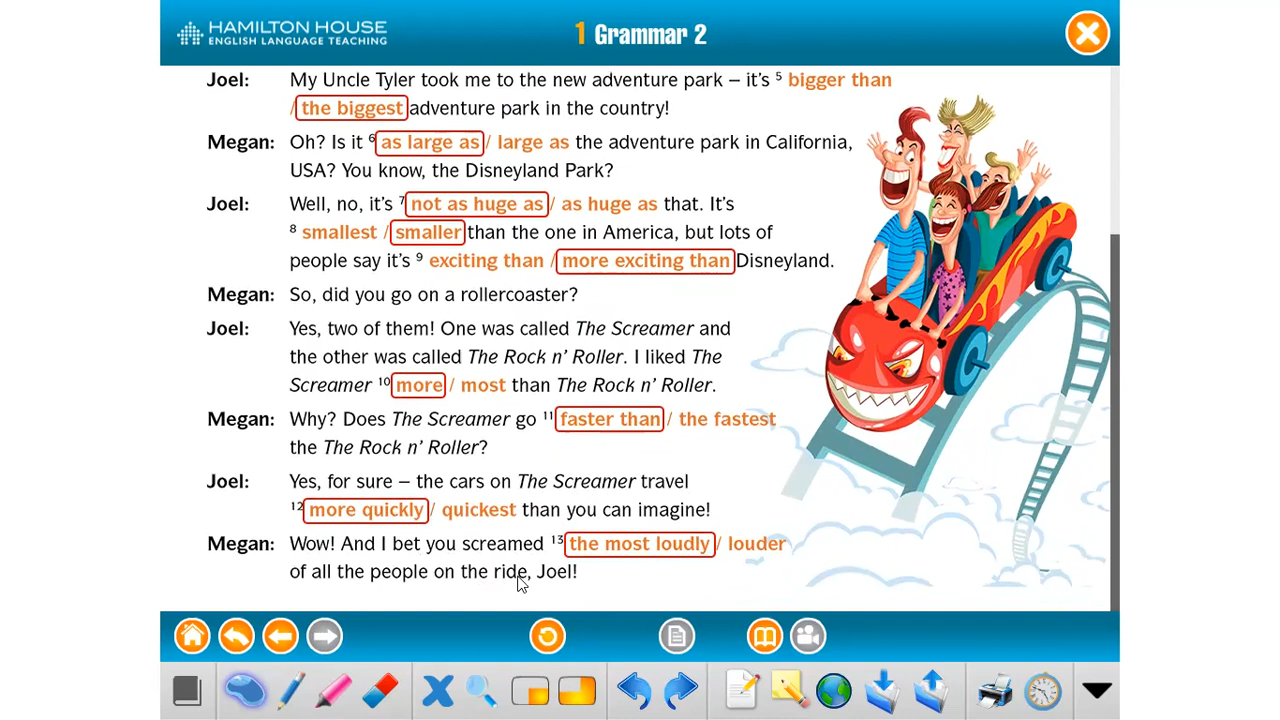 HAMILTON HOUSE
ENGLISH LANGUAGE TEACHING
1 Grammar 2
Joel: My Uncle Tyler took me to the new adventure park – it's ⁵ bigger than
/ the biggest adventure park in the country!
Megan: Oh? Is it ⁶ as large as / large as the adventure park in California,
USA? You know, the Disneyland Park?
Joel: Well, no, it's ⁷ not as huge as / as huge as that. It's
⁸ smallest / smaller than the one in America, but lots of
people say it's ⁹ exciting than / more exciting than Disneyland.
Megan: So, did you go on a rollercoaster?
Joel: Yes, two of them! One was called The Screamer and
the other was called The Rock n' Roller. I liked The
Screamer ¹⁰ more / most than The Rock n' Roller.
Megan: Why? Does The Screamer go ¹¹ faster than / the fastest
the The Rock n' Roller?
Joel: Yes, for sure – the cars on The Screamer travel
¹² more quickly / quickest than you can imagine!
Megan: Wow! And I bet you screamed ¹³ the most loudly / louder
of all the people on the ride, Joel!